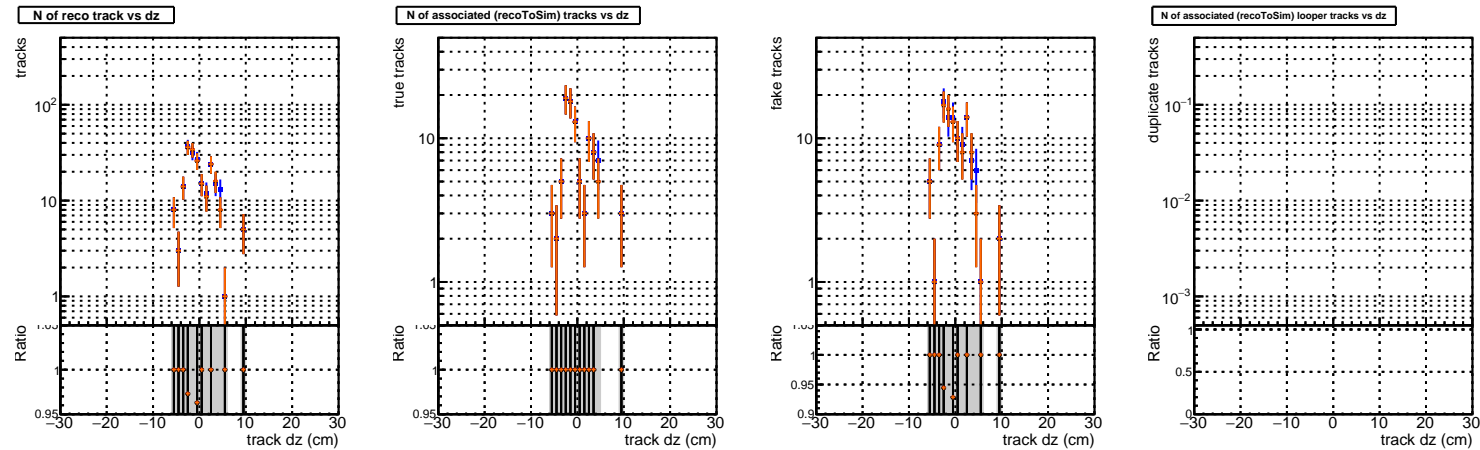 N of reco track vs dz
tracks
10²
10
1
Ratio
1.05
1
0.95
−30 −20 −10 0 10 20 30
track dz (cm)
N of associated (recoToSim) tracks vs dz
true tracks
10
1
Ratio
1.05
1
0.95
−30 −20 −10 0 10 20 30
track dz (cm)
fake tracks
10
1
Ratio
1
0.95
0.9
−30 −20 −10 0 10 20 30
track dz (cm)
N of associated (recoToSim) looper tracks vs dz
duplicate tracks
10⁻¹
10⁻²
10⁻³
Ratio
1
0.5
0
−30 −20 −10 0 10 20 30
track dz (cm)